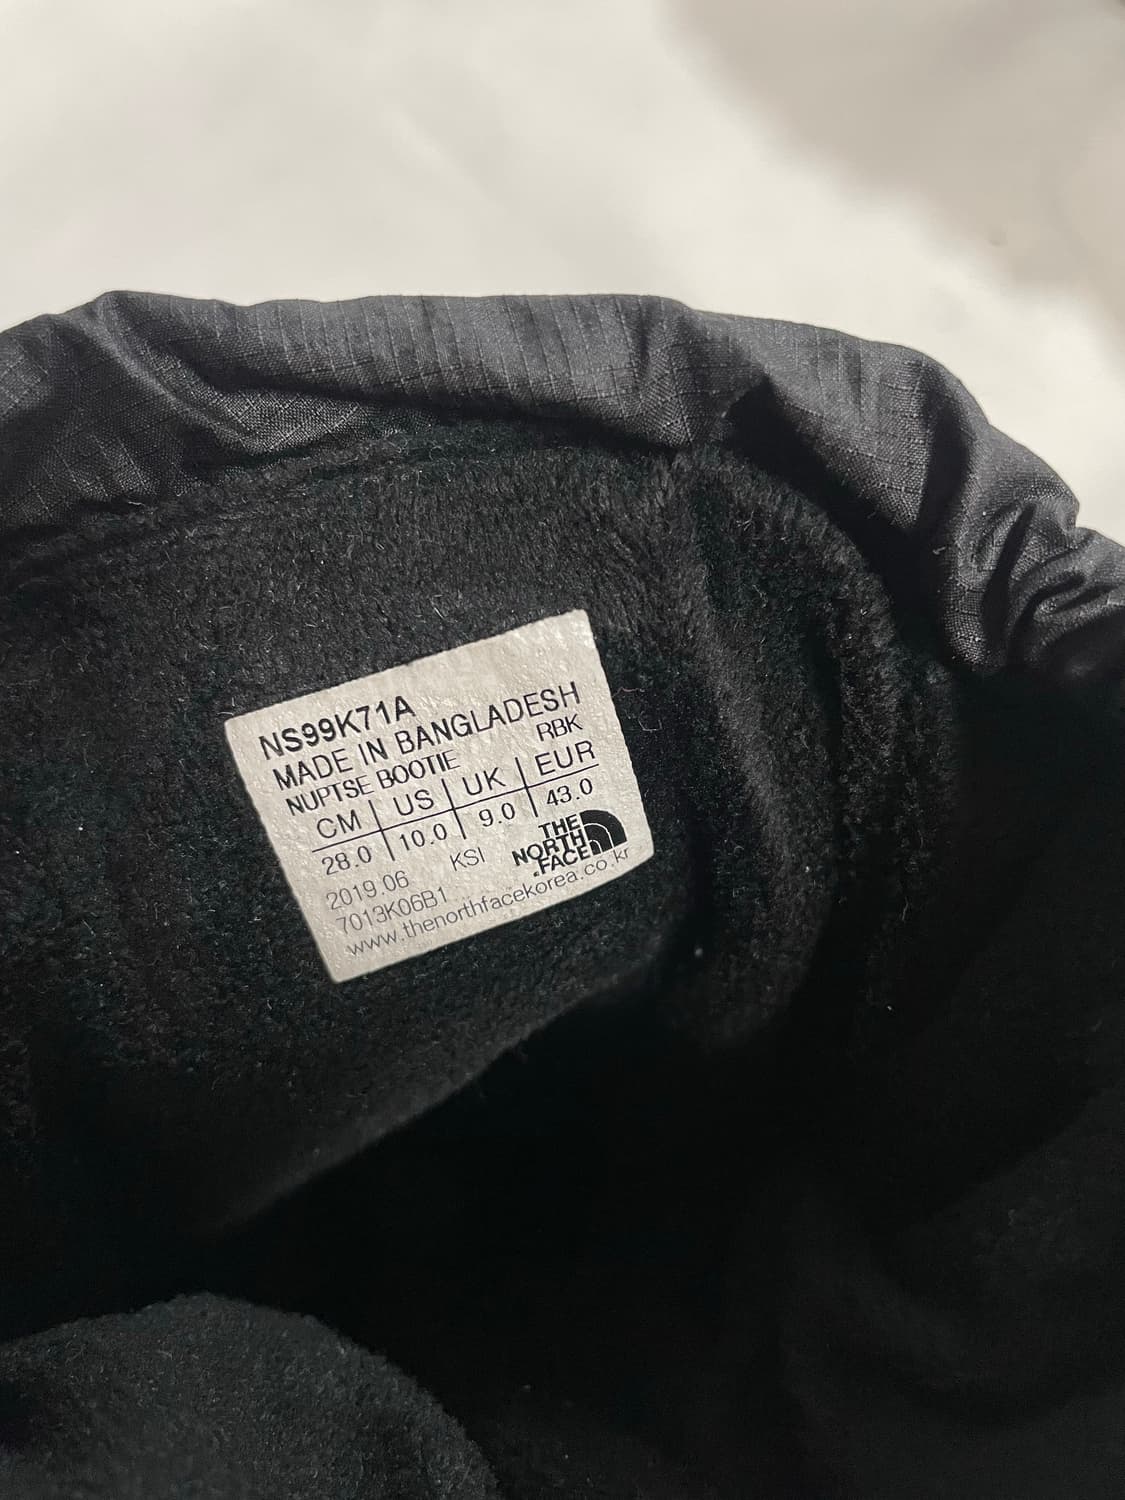 NS99K71A
MADE IN BANGLADESH
NUPTSE BOOTIE RBK
CM US UK EUR
28.0 10.0 9.0 43.0
2019.06 KSI
7013K06B1
THE
NORTH
FACE
www.thenorthfacekorea.co.kr